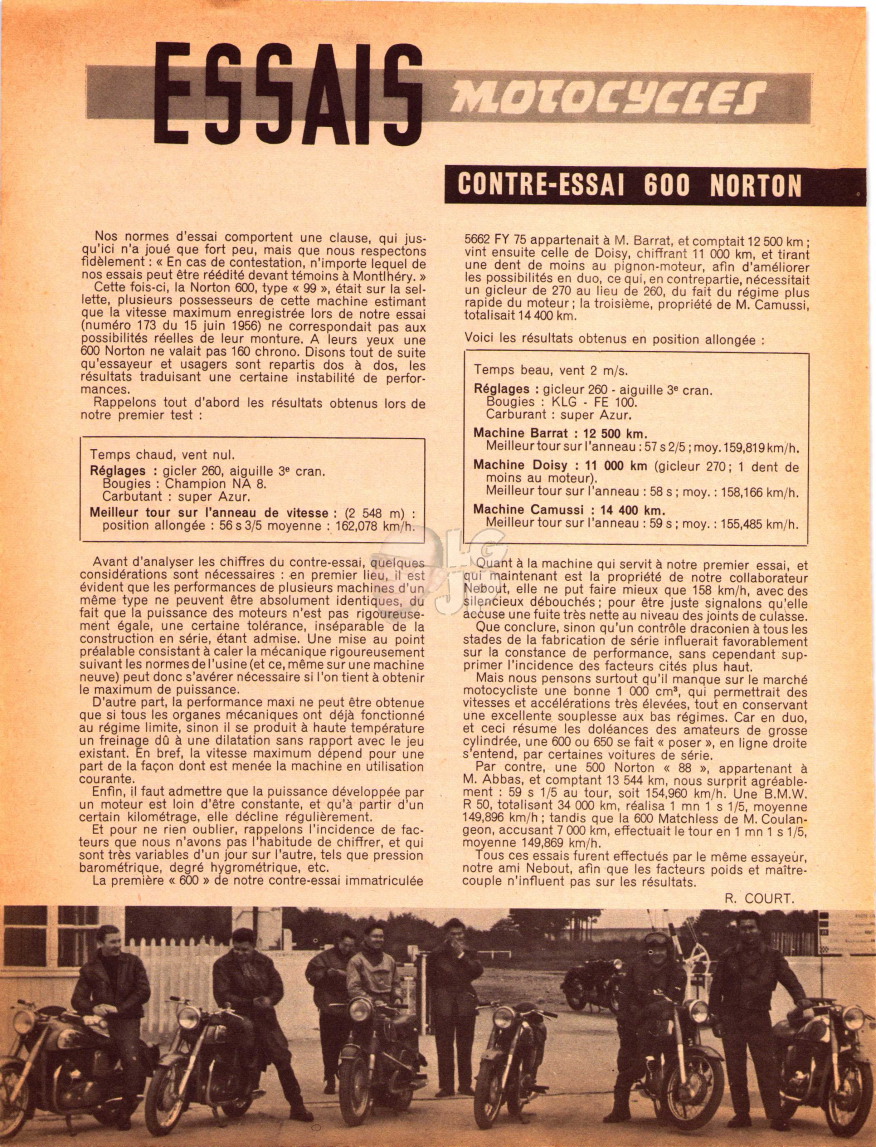 ESSAIS MOTOCYCLES
CONTRE-ESSAI 600 NORTON
Nos normes d'essai comportent une clause, qui jus-
qu'ici n'a joué que fort peu, mais que nous respectons
fidèlement : « En cas de contestation, n'importe lequel de
nos essais peut être réédité devant témoins à Montlhéry. »
Cette fois-ci, la Norton 600, type « 99 », était sur la sel-
lette, plusieurs possesseurs de cette machine estimant
que la vitesse maximum enregistrée lors de notre essai
(numéro 173 du 15 juin 1956) ne correspondait pas aux
possibilités réelles de leur monture. A leurs yeux une
600 Norton ne valait pas 160 chrono. Disons tout de suite
qu'essayeur et usagers sont repartis dos à dos, les
résultats traduisant une certaine instabilité de perfor-
mances.
Rappelons tout d'abord les résultats obtenus lors de
notre premier test :
Temps chaud, vent nul.
Réglages : gicler 260, aiguille 3e cran.
Bougies : Champion NA 8.
Carbutant : super Azur.
Meilleur tour sur l'anneau de vitesse : (2 548 m) :
position allongée : 56 s 3/5 moyenne : 162,078 km/h.
Avant d'analyser les chiffres du contre-essai, quelques
considérations sont nécessaires : en premier lieu, il est
évident que les performances de plusieurs machines d'un
même type ne peuvent être absolument identiques, du
fait que la puissance des moteurs n'est pas rigoureuse-
ment égale, une certaine tolérance, inséparable de la
construction en série, étant admise. Une mise au point
préalable consistant à caler la mécanique rigoureusement
suivant les normes de l'usine (et ce, même sur une machine
neuve) peut donc s'avérer nécessaire si l'on tient à obtenir
le maximum de puissance.
D'autre part, la performance maxi ne peut être obtenue
que si tous les organes mécaniques ont déjà fonctionné
au régime limite, sinon il se produit à haute température
un freinage dû à une dilatation sans rapport avec le jeu
existant. En bref, la vitesse maximum dépend pour une
part de la façon dont est menée la machine en utilisation
courante.
Enfin, il faut admettre que la puissance développée par
un moteur est loin d'être constante, et qu'à partir d'un
certain kilométrage, elle décline régulièrement.
Et pour ne rien oublier, rappelons l'incidence de fac-
teurs que nous n'avons pas l'habitude de chiffrer, et qui
sont très variables d'un jour sur l'autre, tels que pression
barométrique, degré hygrométrique, etc.
La première « 600 » de notre contre-essai immatriculée
5662 FY 75 appartenait à M. Barrat, et comptait 12 500 km ;
vint ensuite celle de Doisy, chiffrant 11 000 km, et tirant
une dent de moins au pignon-moteur, afin d'améliorer
les possibilités en duo, ce qui, en contrepartie, nécessitait
un gicleur de 270 au lieu de 260, du fait du régime plus
rapide du moteur ; la troisième, propriété de M. Camussi,
totalisait 14 400 km.
Voici les résultats obtenus en position allongée :
Temps beau, vent 2 m/s.
Réglages : gicleur 260 - aiguille 3e cran.
Bougies : KLG - FE 100.
Carburant : super Azur.
Machine Barrat : 12 500 km.
Meilleur tour sur l'anneau : 57 s 2/5 ; moy. 159,819 km/h.
Machine Doisy : 11 000 km (gicleur 270 ; 1 dent de
moins au moteur).
Meilleur tour sur l'anneau : 58 s ; moy. : 158,166 km/h.
Machine Camussi : 14 400 km.
Meilleur tour sur l'anneau : 59 s ; moy. : 155,485 km/h.
Quant à la machine qui servit à notre premier essai, et
qui maintenant est la propriété de notre collaborateur
Nebout, elle ne put faire mieux que 158 km/h, avec des
silencieux débouchés ; pour être juste signalons qu'elle
accuse une fuite très nette au niveau des joints de culasse.
Que conclure, sinon qu'un contrôle draconien à tous les
stades de la fabrication de série influerait favorablement
sur la constance de performance, sans cependant sup-
primer l'incidence des facteurs cités plus haut.
Mais nous pensons surtout qu'il manque sur le marché
motocycliste une bonne 1 000 cm³, qui permettrait des
vitesses et accélérations très élevées, tout en conservant
une excellente souplesse aux bas régimes. Car en duo,
et ceci résume les doléances des amateurs de grosse
cylindrée, une 600 ou 650 se fait « poser », en ligne droite
s'entend, par certaines voitures de série.
Par contre, une 500 Norton « 88 », appartenant à
M. Abbas, et comptant 13 544 km, nous surprit agréable-
ment : 59 s 1/5 au tour, soit 154,960 km/h. Une B.M.W.
R 50, totalisant 34 000 km, réalisa 1 mn 1 s 1/5, moyenne
149,896 km/h ; tandis que la 600 Matchless de M. Coulan-
geon, accusant 7 000 km, effectuait le tour en 1 mn 1 s 1/5,
moyenne 149,869 km/h.
Tous ces essais furent effectués par le même essayeur,
notre ami Nebout, afin que les facteurs poids et maître-
couple n'influent pas sur les résultats.
R. COURT.